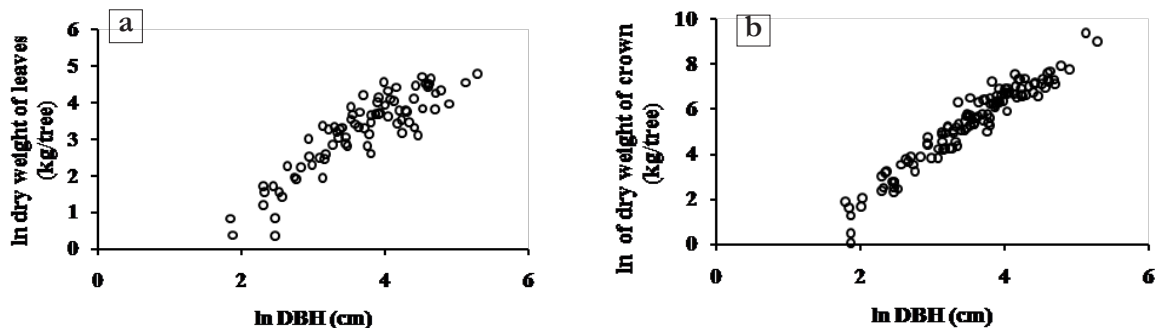 a
ln dry weight of leaves
(kg/tree)
6
5
4
3
2
1
0
0 2 4 6
ln DBH (cm)
b
ln of dry weight of crown
(kg/tree)
10
8
6
4
2
0
0 2 4 6
ln DBH (cm)